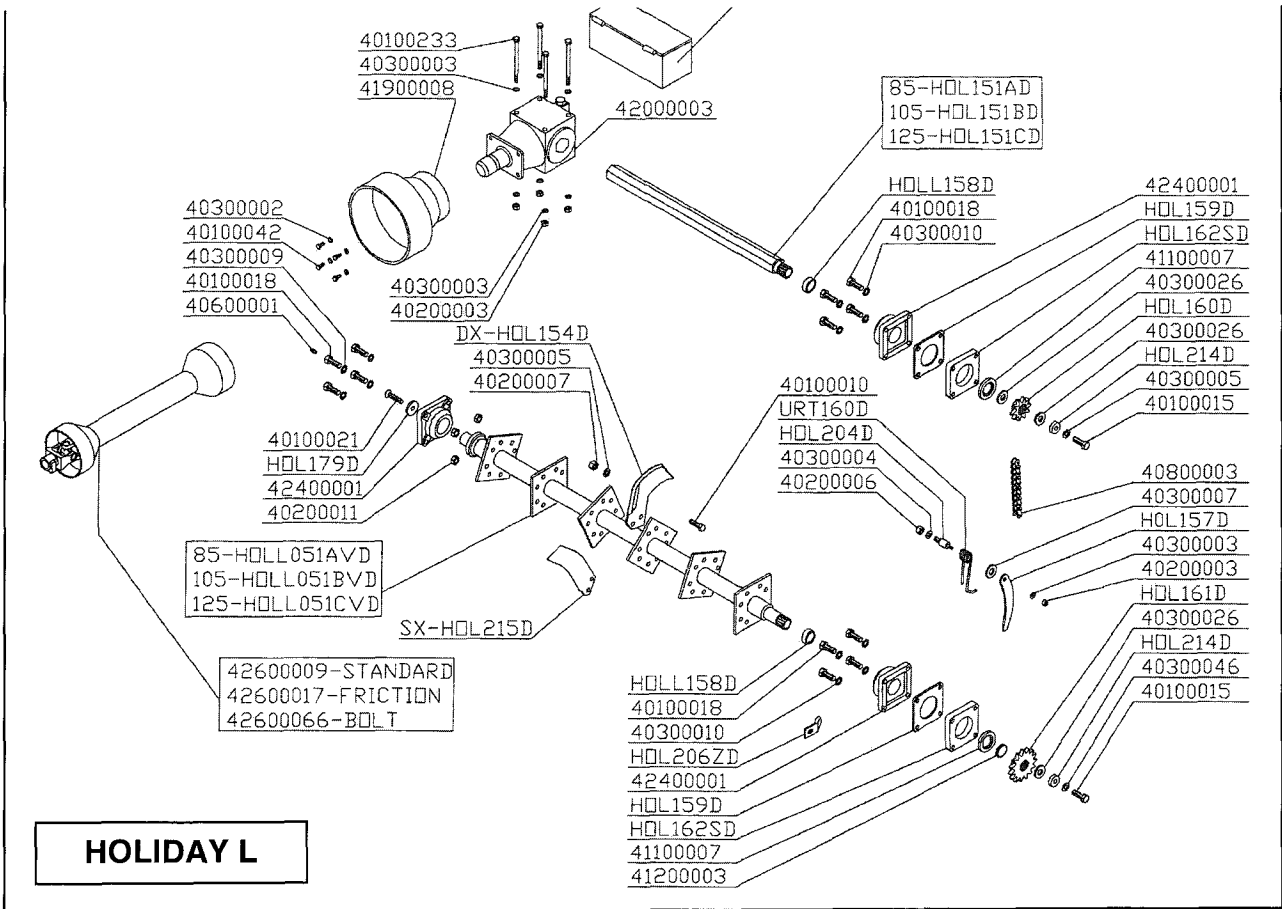 40100233
40300003
41900008
42000003
85-HOL151AD
105-HOL151BD
125-HOL151CD
HOLL158D
40100018
40300010
42400001
HOL159D
HOL162SD
41100007
40300026
HOL160D
40300026
HOL214D
40300005
40100015
40300002
40100042
40300009
40100018
40600001
40300003
40200003
DX-HOL154D
40300005
40200007
40100010
URT160D
HOL204D
40300004
40200006
40800003
40300007
HOL157D
40300003
40200003
HOL161D
40300026
HOL214D
40300046
40100015
40100021
HOL179D
42400001
40200011
85-HOLL051AVD
105-HOLL051BVD
125-HOLL051CVD
SX-HOL215D
42600009-STANDARD
42600017-FRICTION
42600066-BOLT
HOLL158D
40100018
40300010
HOL206ZD
42400001
HOL159D
HOL162SD
41100007
41200003
HOLIDAY L